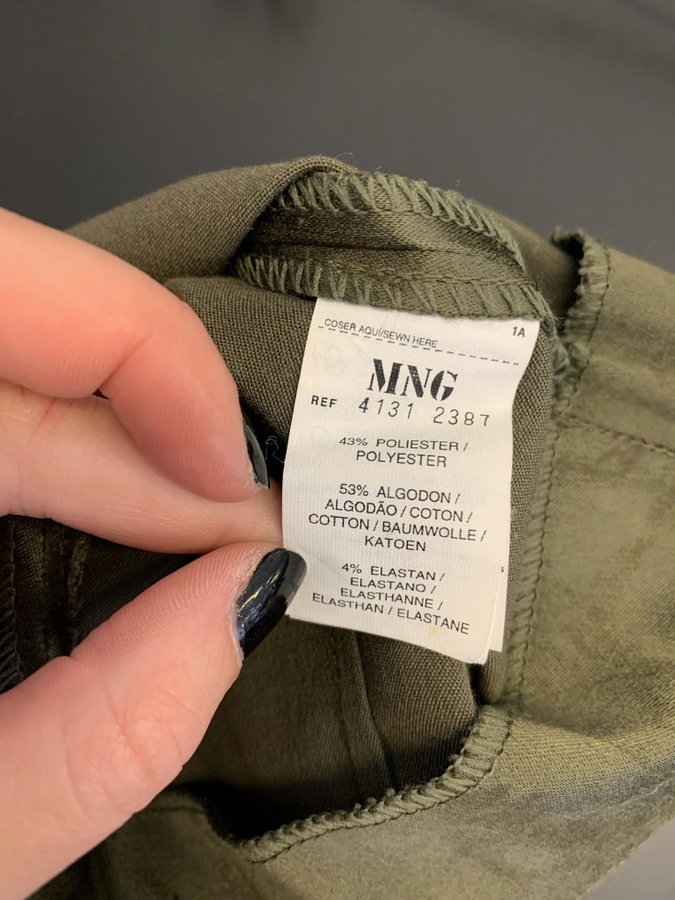 COSER AQUÍ/SEWN HERE 1A
MNG
REF 4131 2387
43% POLIESTER /
POLYESTER
53% ALGODON /
ALGODÃO / COTON /
COTTON / BAUMWOLLE /
KATOEN
4% ELASTAN /
ELASTANO /
ELASTHANNE /
ELASTHAN / ELASTANE